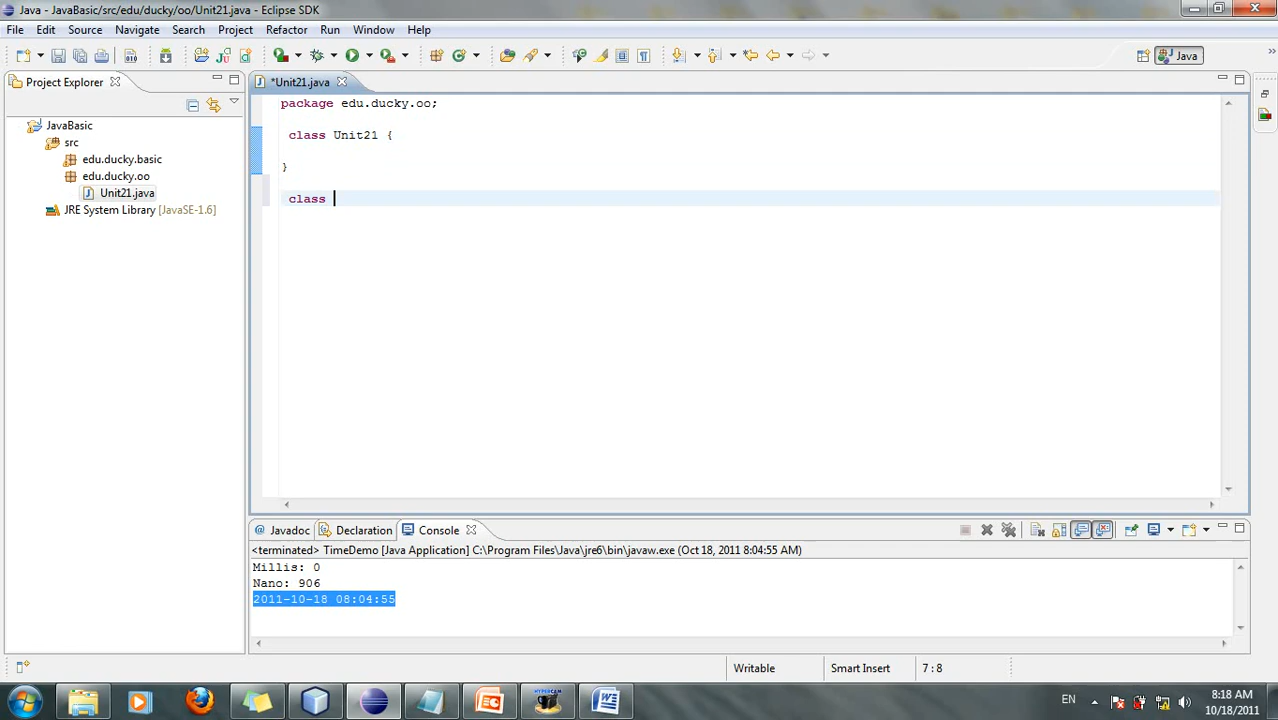 Java - JavaBasic/src/edu/ducky/oo/Unit21.java - Eclipse SDK
File Edit Source Navigate Search Project Refactor Run Window Help
Java
Project Explorer
*Unit21.java
JavaBasic
src
edu.ducky.basic
edu.ducky.oo
Unit21.java
JRE System Library [JavaSE-1.6]
package edu.ducky.oo;
class Unit21 {
}
class
@ Javadoc Declaration Console
<terminated> TimeDemo [Java Application] C:\Program Files\Java\jre6\bin\javaw.exe (Oct 18, 2011 8:04:55 AM)
Millis: 0
Nano: 906
2011-10-18 08:04:55
Writable Smart Insert 7 : 8
EN
8:18 AM
10/18/2011